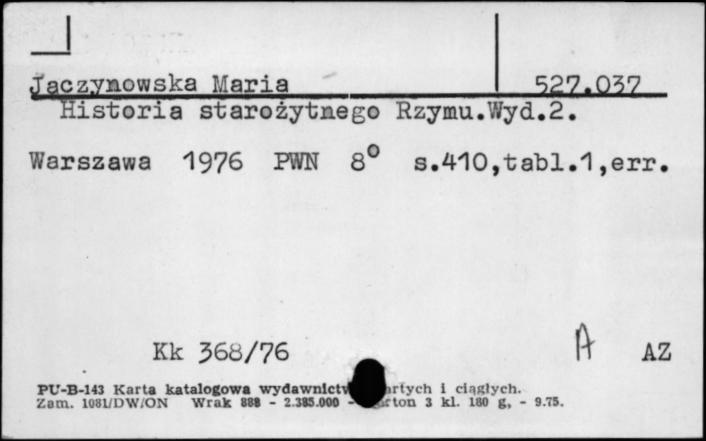 Jaczynowska Maria 527.037
Historia starożytnego Rzymu.Wyd.2.
Warszawa 1976 PWN 8° s.410,tabl.1,err.
Kk 368/76 A AZ
PU-B-143 Karta katalogowa wydawnictw i ciągłych.
Zam. 1081/DW/ON Wrak 888 - 2.385.000 - 3 kl. 180 g, - 9.75.